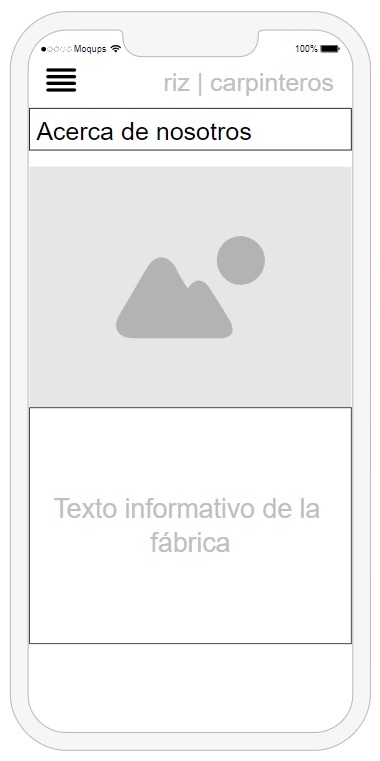 Moqups
100%
riz | carpinteros
Acerca de nosotros
Texto informativo de la
fábrica